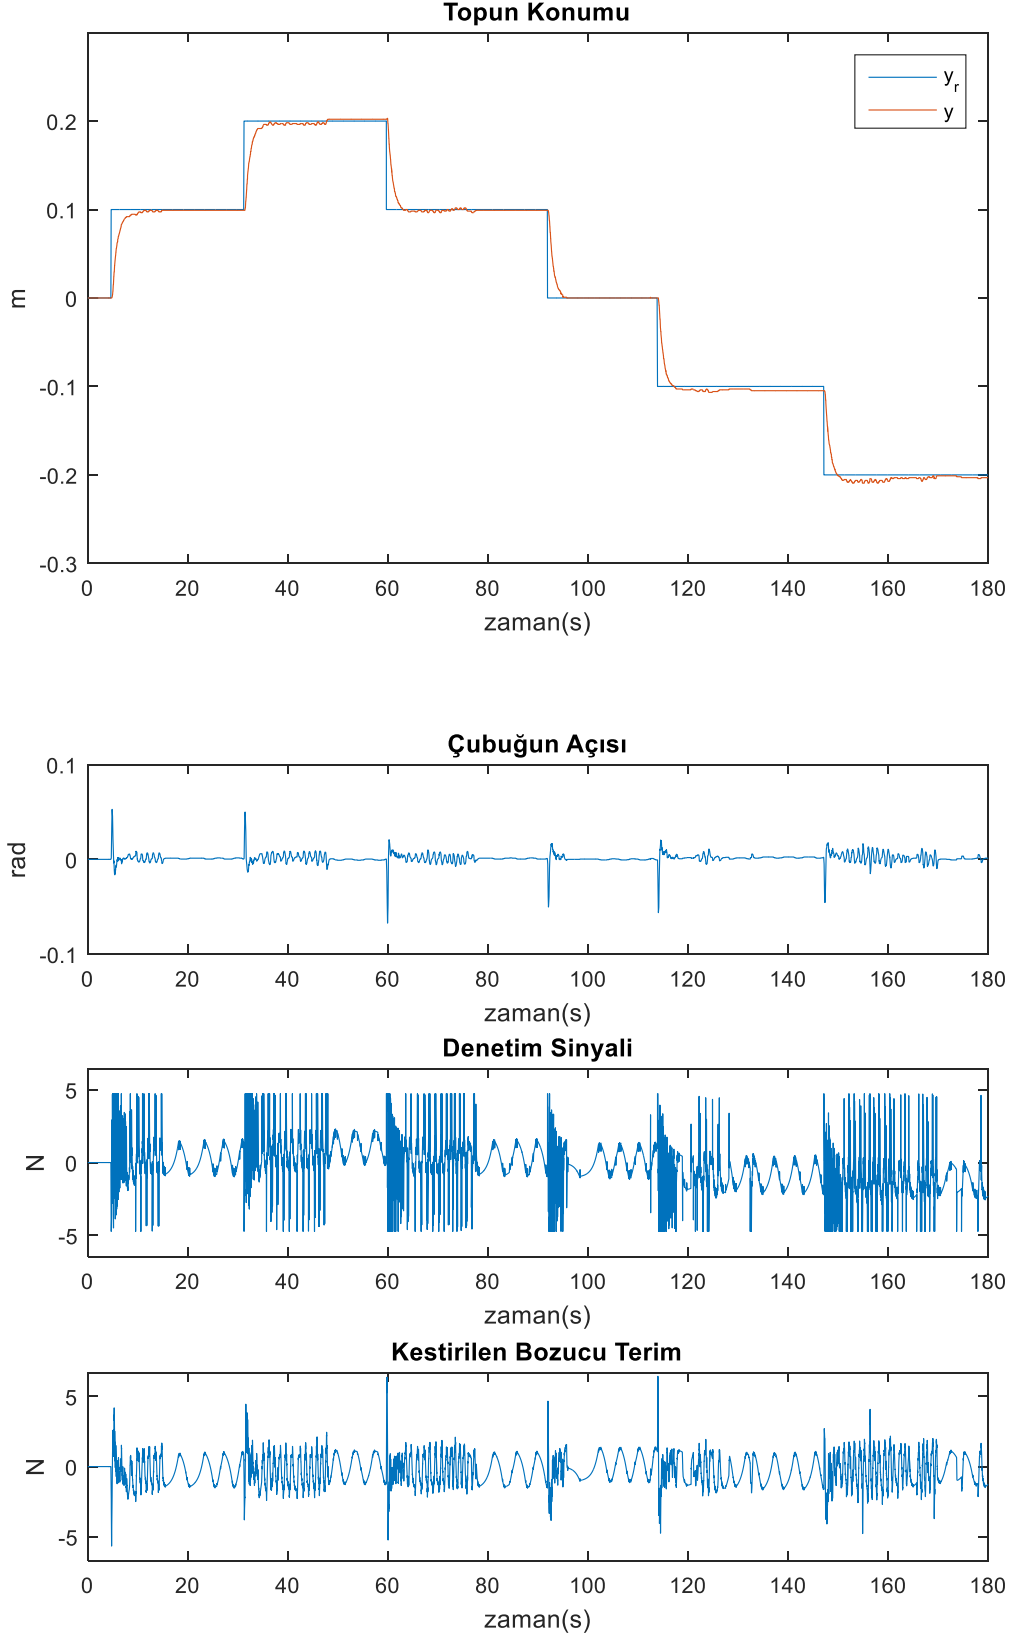 Topun Konumu
y_r
y
0.2
0.1
0
-0.1
-0.2
-0.3
m
0 20 40 60 80 100 120 140 160 180
zaman(s)
Çubuğun Açısı
0.1
0
-0.1
rad
0 20 40 60 80 100 120 140 160 180
zaman(s)
Denetim Sinyali
5
0
-5
N
0 20 40 60 80 100 120 140 160 180
zaman(s)
Kestirilen Bozucu Terim
5
0
-5
N
0 20 40 60 80 100 120 140 160 180
zaman(s)